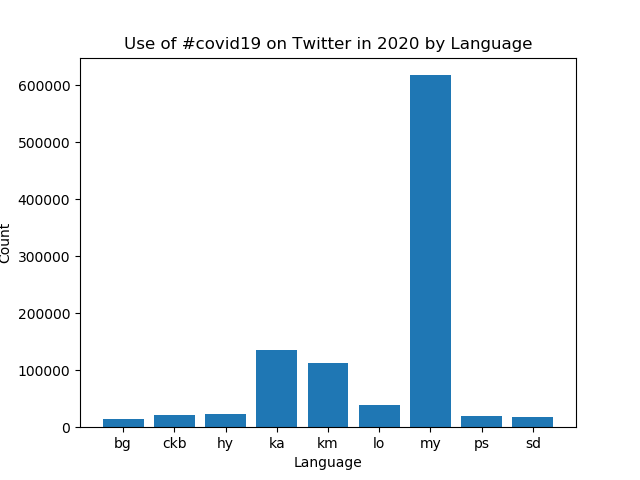 Use of #covid19 on Twitter in 2020 by Language
600000
500000
400000
300000
200000
100000
0
Count
bg ckb hy ka km lo my ps sd
Language